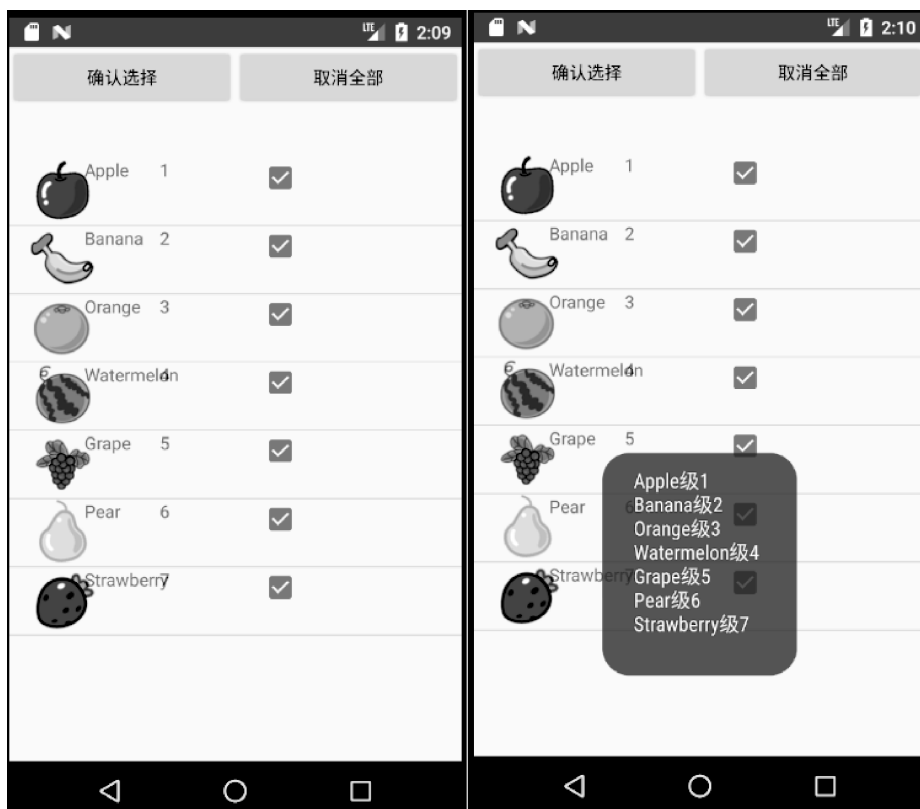 2:09
确认选择 取消全部
Apple 1
Banana 2
Orange 3
Watermelon 4
Grape 5
Pear 6
Strawberry 7
2:10
确认选择 取消全部
Apple 1
Banana 2
Orange 3
Watermelon 4
Grape 5
Pear 6
Strawberry 7
Apple级1
Banana级2
Orange级3
Watermelon级4
Grape级5
Pear级6
Strawberry级7